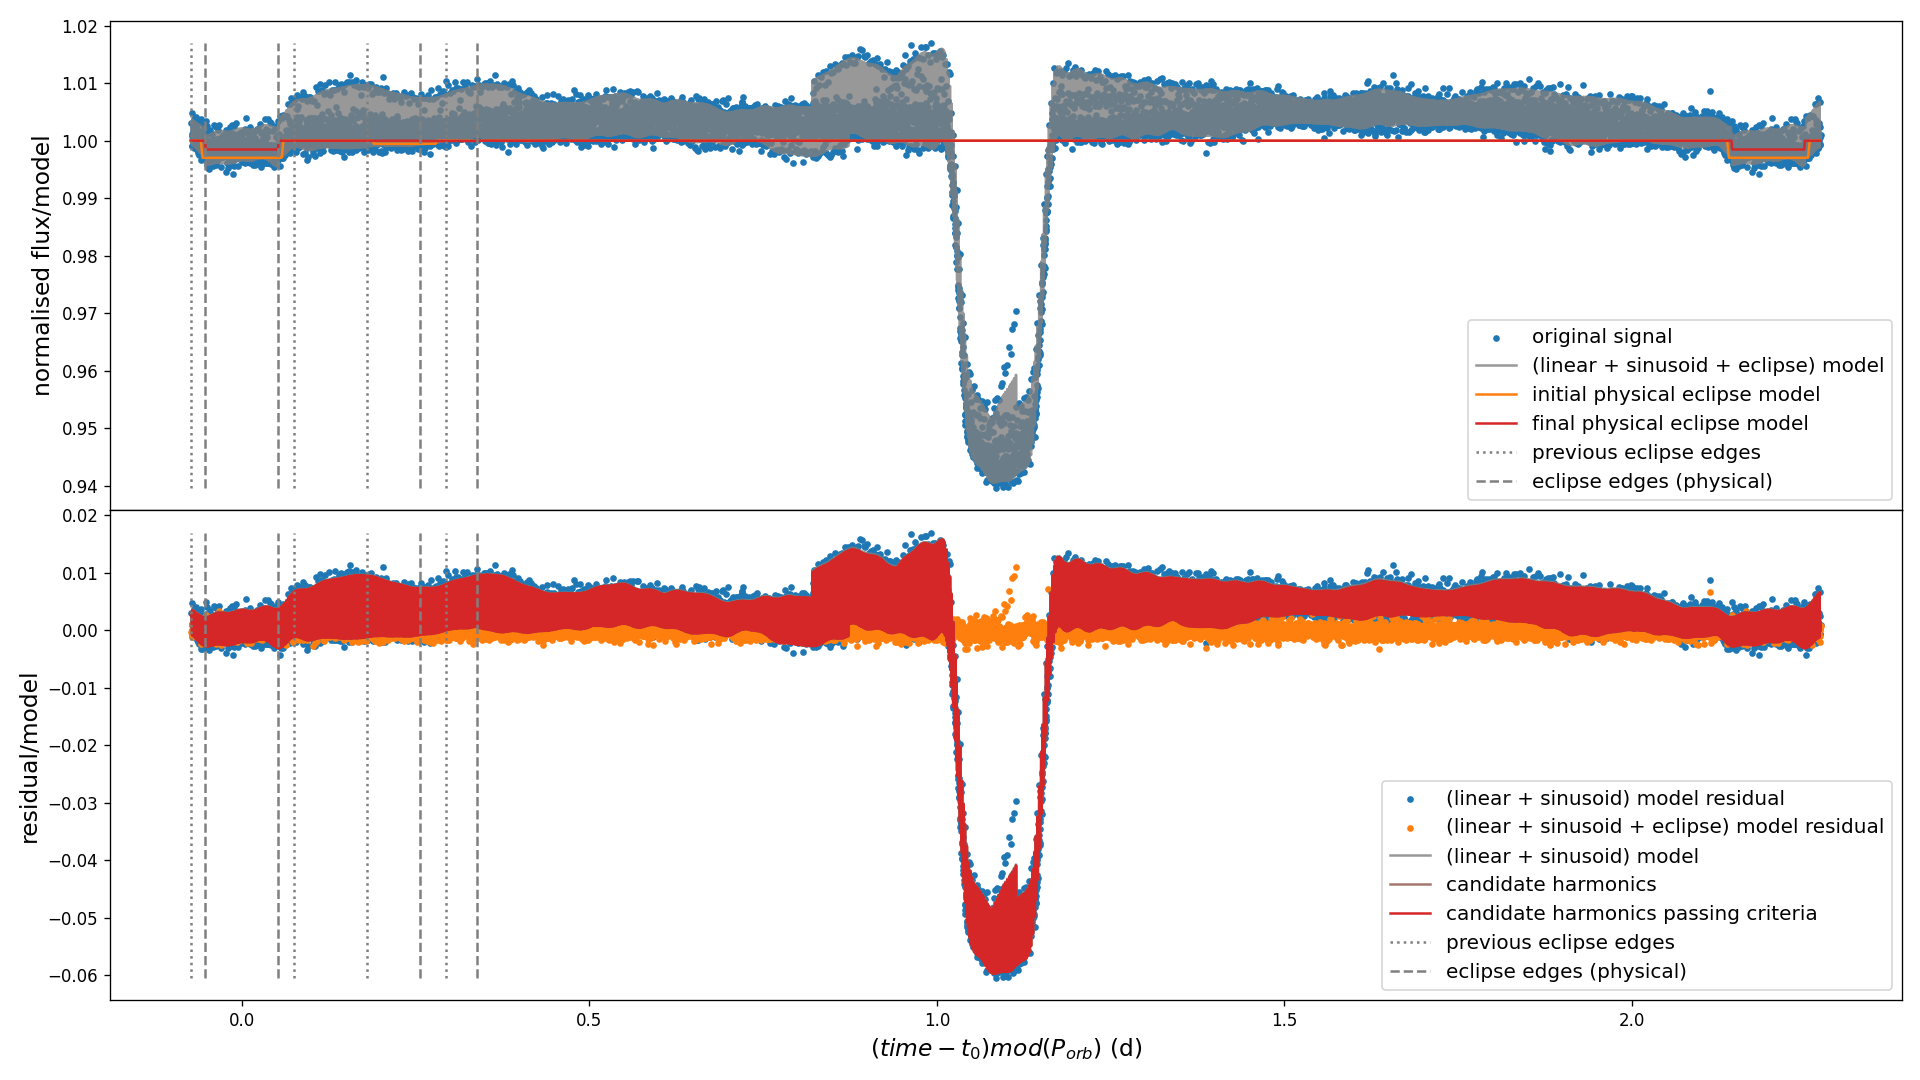 1.02
1.01
1.00
0.99
0.98
0.97
0.96
0.95
0.94
normalised flux/model
original signal
(linear + sinusoid + eclipse) model
initial physical eclipse model
final physical eclipse model
previous eclipse edges
eclipse edges (physical)
0.02
0.01
0.00
−0.01
−0.02
−0.03
−0.04
−0.05
−0.06
residual/model
(linear + sinusoid) model residual
(linear + sinusoid + eclipse) model residual
(linear + sinusoid) model
candidate harmonics
candidate harmonics passing criteria
previous eclipse edges
eclipse edges (physical)
0.0 0.5 1.0 1.5 2.0
(time − t₀)mod(Pₒᵣb) (d)